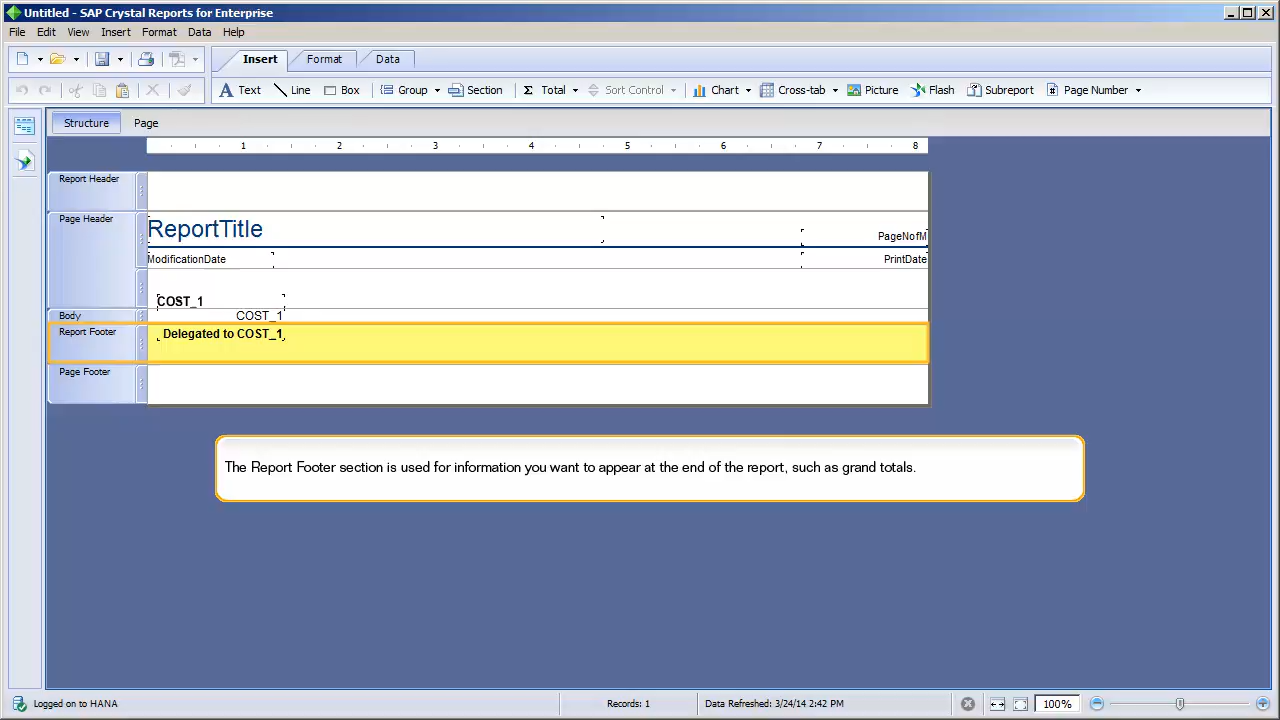 Untitled - SAP Crystal Reports for Enterprise
File Edit View Insert Format Data Help
Insert Format Data
Text Line Box Group Section Σ Total Sort Control Chart Cross-tab Picture Flash Subreport # Page Number
Structure Page
1 2 3 4 5 6 7 8
Report Header
Page Header
ReportTitle
PageNofM
ModificationDate PrintDate
COST_1
Body COST_1
Report Footer Delegated to COST_1
Page Footer
The Report Footer section is used for information you want to appear at the end of the report, such as grand totals.
Logged on to HANA Records: 1 Data Refreshed: 3/24/14 2:42 PM 100%